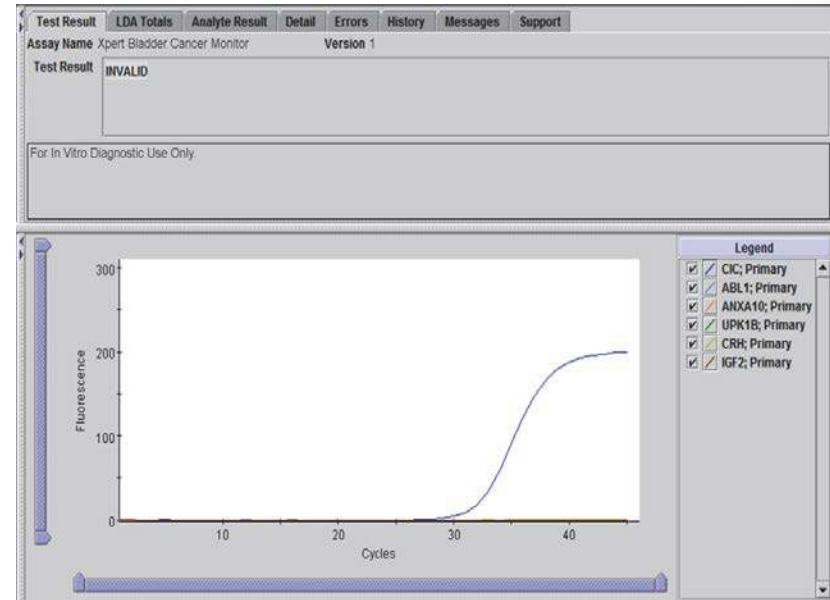 Test Result LDA Totals Analyte Result Detail Errors History Messages Support
Assay Name Xpert Bladder Cancer Monitor Version 1
Test Result INVALID
For In Vitro Diagnostic Use Only.
Legend
CIC; Primary
ABL1; Primary
ANXA10; Primary
UPK1B; Primary
CRH; Primary
IGF2; Primary
300
200
100
0
Fluorescence
10 20 30 40
Cycles